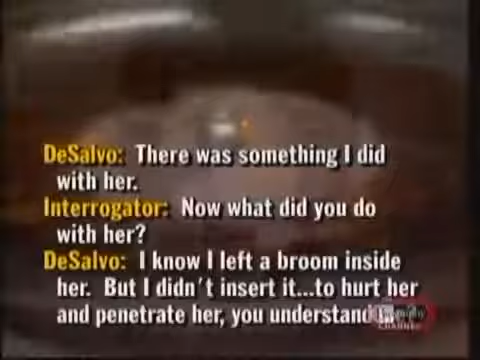 DeSalvo: There was something I did
with her.
Interrogator: Now what did you do
with her?
DeSalvo: I know I left a broom inside
her. But I didn't insert it...to hurt her
and penetrate her, you understand
CHANNEL